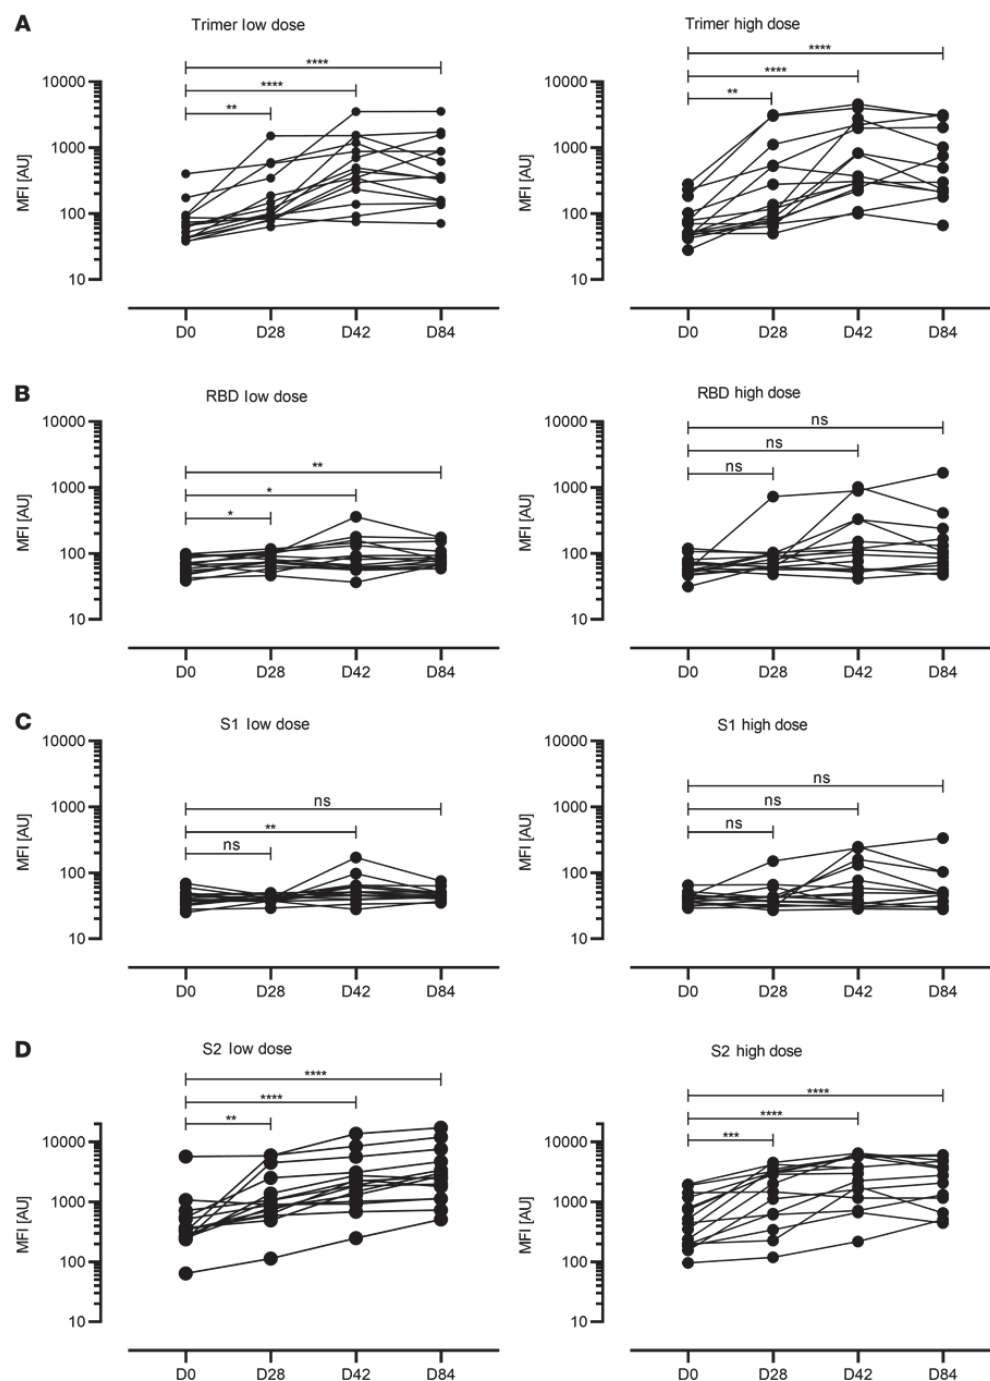 A
Trimer low dose
Trimer high dose
****
****
**
****
****
**
10000
1000
100
10
MFI [AU]
D0 D28 D42 D84
10000
1000
100
10
MFI [AU]
D0 D28 D42 D84
B
RBD low dose
RBD high dose
**
*
*
ns
ns
ns
10000
1000
100
10
MFI [AU]
D0 D28 D42 D84
10000
1000
100
10
MFI [AU]
D0 D28 D42 D84
C
S1 low dose
S1 high dose
ns
**
ns
ns
ns
ns
10000
1000
100
10
MFI [AU]
D0 D28 D42 D84
10000
1000
100
10
MFI [AU]
D0 D28 D42 D84
D
S2 low dose
S2 high dose
****
****
**
****
****
***
10000
1000
100
10
MFI [AU]
D0 D28 D42 D84
10000
1000
100
10
MFI [AU]
D0 D28 D42 D84